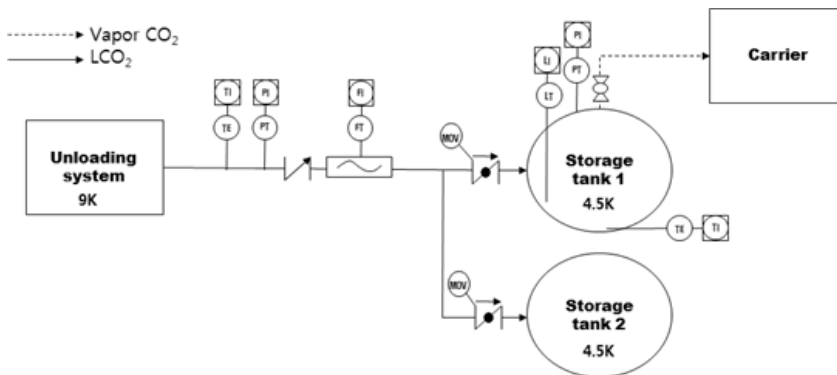 Vapor CO₂
LCO₂
Carrier
PI
LI
PT
LT
TI
PI
FI
TE
PT
FT
Unloading
system
9K
MOV
Storage
tank 1
4.5K
TE
TI
MOV
Storage
tank 2
4.5K